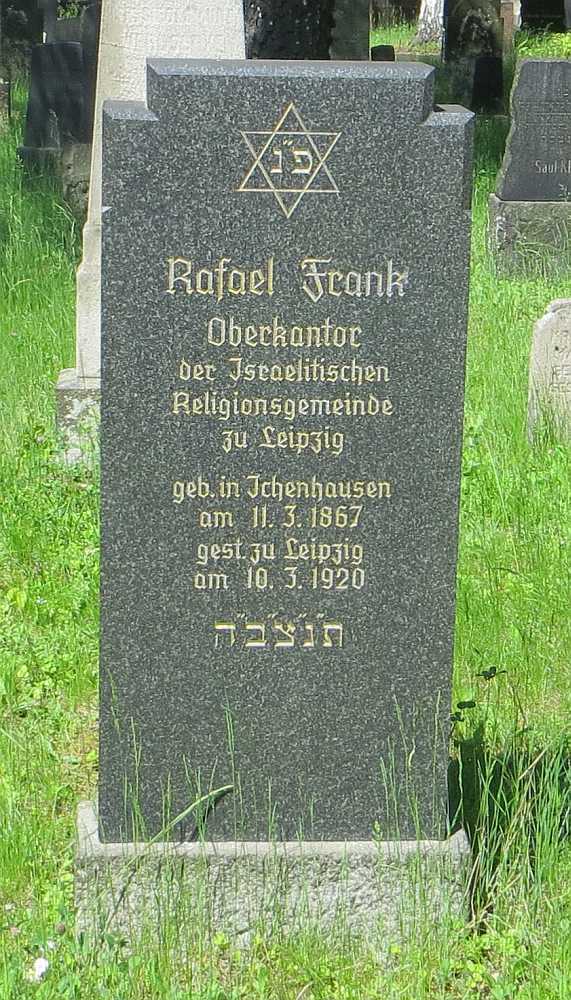 פ״נ
Rafael Frank
Oberkantor
der Israelitischen
Religionsgemeinde
zu Leipzig
geb. in Ichenhausen
am 11. 3. 1867
gest. zu Leipzig
am 10. 3. 1920
ת״נ״צ״ב״ה
Saul